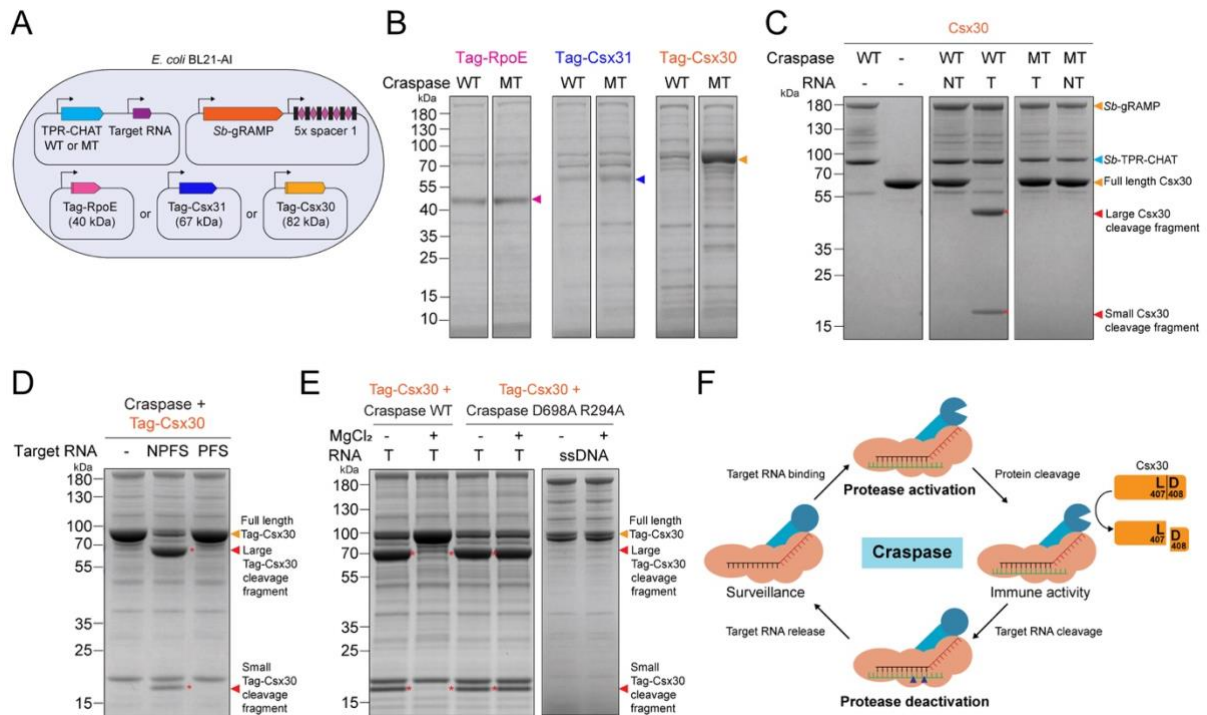 A
E. coli BL21-AI
TPR-CHAT
WT or MT
Target RNA
Sb-gRAMP
5x spacer 1
Tag-RpoE
(40 kDa)
or
Tag-Csx31
(67 kDa)
or
Tag-Csx30
(82 kDa)
B
Tag-RpoE Tag-Csx31 Tag-Csx30
Craspase WT MT WT MT WT MT
kDa
180
130
100
70
55
40
35
25
15
10
C
Csx30
Craspase WT - WT WT MT MT
RNA - - NT T T NT
kDa
180
130
100
70
55
35
25
15
Sb-gRAMP
Sb-TPR-CHAT
Full length Csx30
Large Csx30
cleavage fragment
Small Csx30
cleavage fragment
D
Craspase +
Tag-Csx30
Target RNA - NPFS PFS
kDa
180
130
100
70
55
35
25
15
Full length
Tag-Csx30
Large
Tag-Csx30
cleavage
fragment
Small
Tag-Csx30
cleavage
fragment
E
Tag-Csx30 + Tag-Csx30 +
Craspase WT Craspase D698A R294A
MgCl₂ - + - + - +
RNA T T T T ssDNA
kDa
180
130
100
70
55
35
25
15
Full length
Tag-Csx30
Large
Tag-Csx30
cleavage
fragment
Small
Tag-Csx30
cleavage
fragment
F
Target RNA binding
Protease activation
Protein cleavage
Csx30
L D
407 408
L
407
D
408
Craspase
Surveillance
Immune activity
Target RNA release
Target RNA cleavage
Protease deactivation